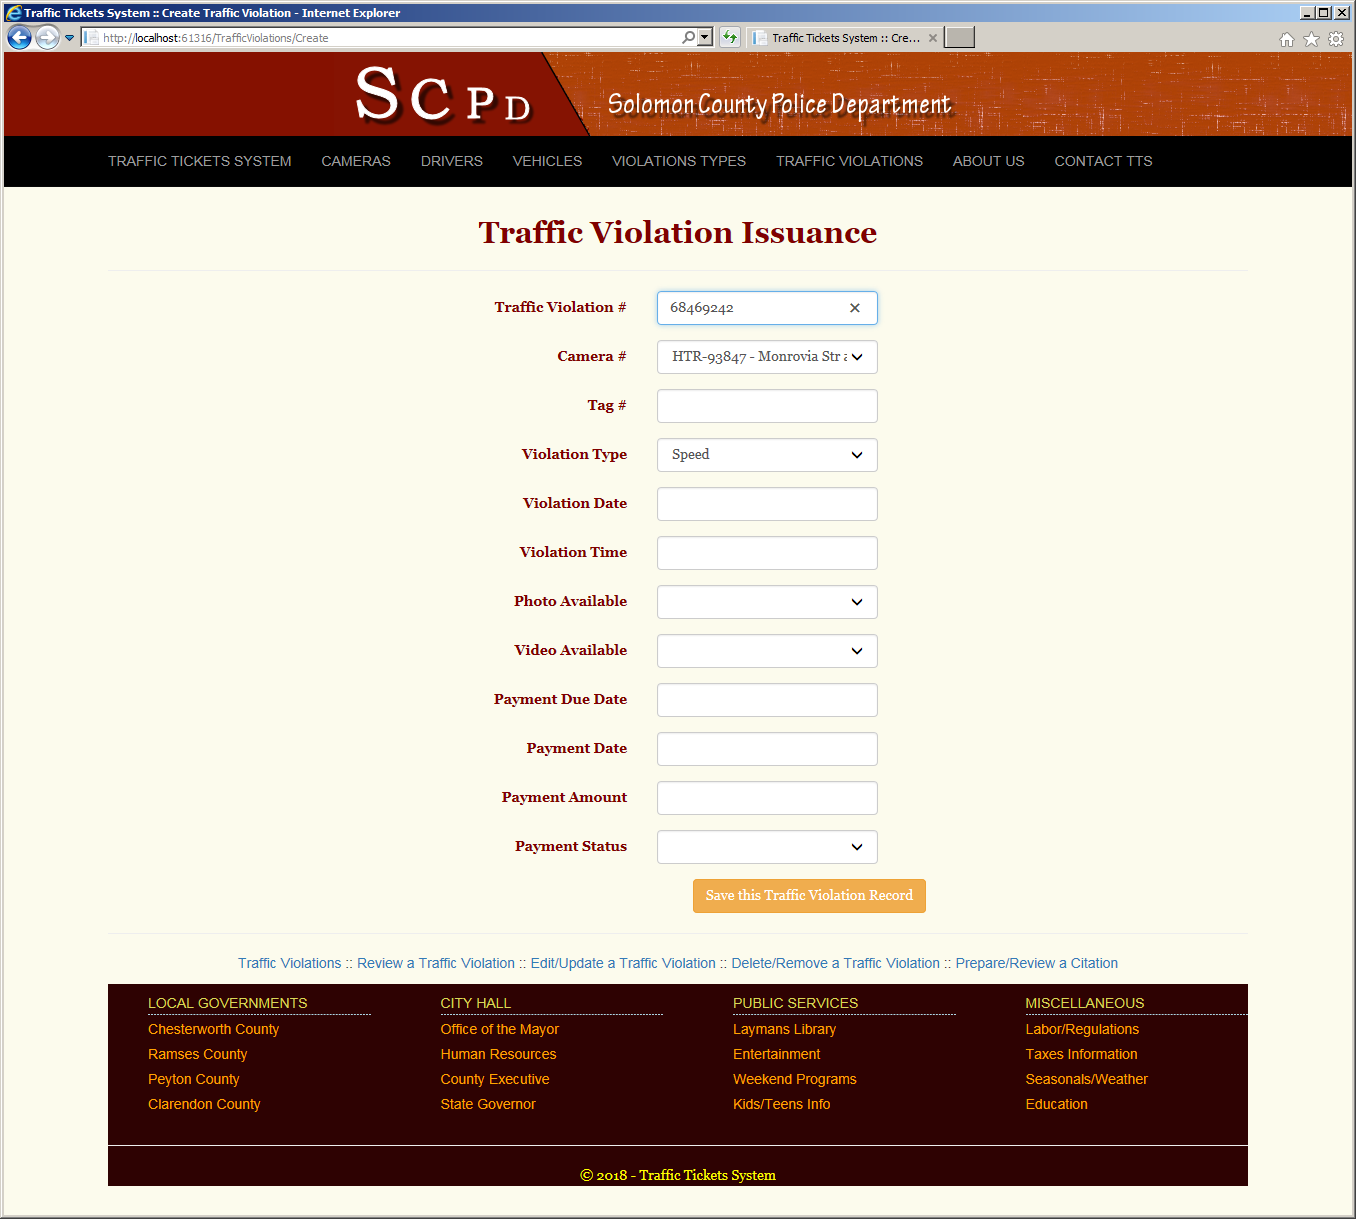 Traffic Tickets System :: Create Traffic Violation - Internet Explorer
http://localhost:61316/TrafficViolations/Create
Traffic Tickets System :: Cre...
SCPD
Solomon County Police Department
TRAFFIC TICKETS SYSTEM CAMERAS DRIVERS VEHICLES VIOLATIONS TYPES TRAFFIC VIOLATIONS ABOUT US CONTACT TTS
Traffic Violation Issuance
Traffic Violation # 68469242
Camera # HTR-93847 - Monrovia Str a
Tag #
Violation Type Speed
Violation Date
Violation Time
Photo Available
Video Available
Payment Due Date
Payment Date
Payment Amount
Payment Status
Save this Traffic Violation Record
Traffic Violations :: Review a Traffic Violation :: Edit/Update a Traffic Violation :: Delete/Remove a Traffic Violation :: Prepare/Review a Citation
LOCAL GOVERNMENTS CITY HALL PUBLIC SERVICES MISCELLANEOUS
Chesterworth County Office of the Mayor Laymans Library Labor/Regulations
Ramses County Human Resources Entertainment Taxes Information
Peyton County County Executive Weekend Programs Seasonals/Weather
Clarendon County State Governor Kids/Teens Info Education
© 2018 - Traffic Tickets System